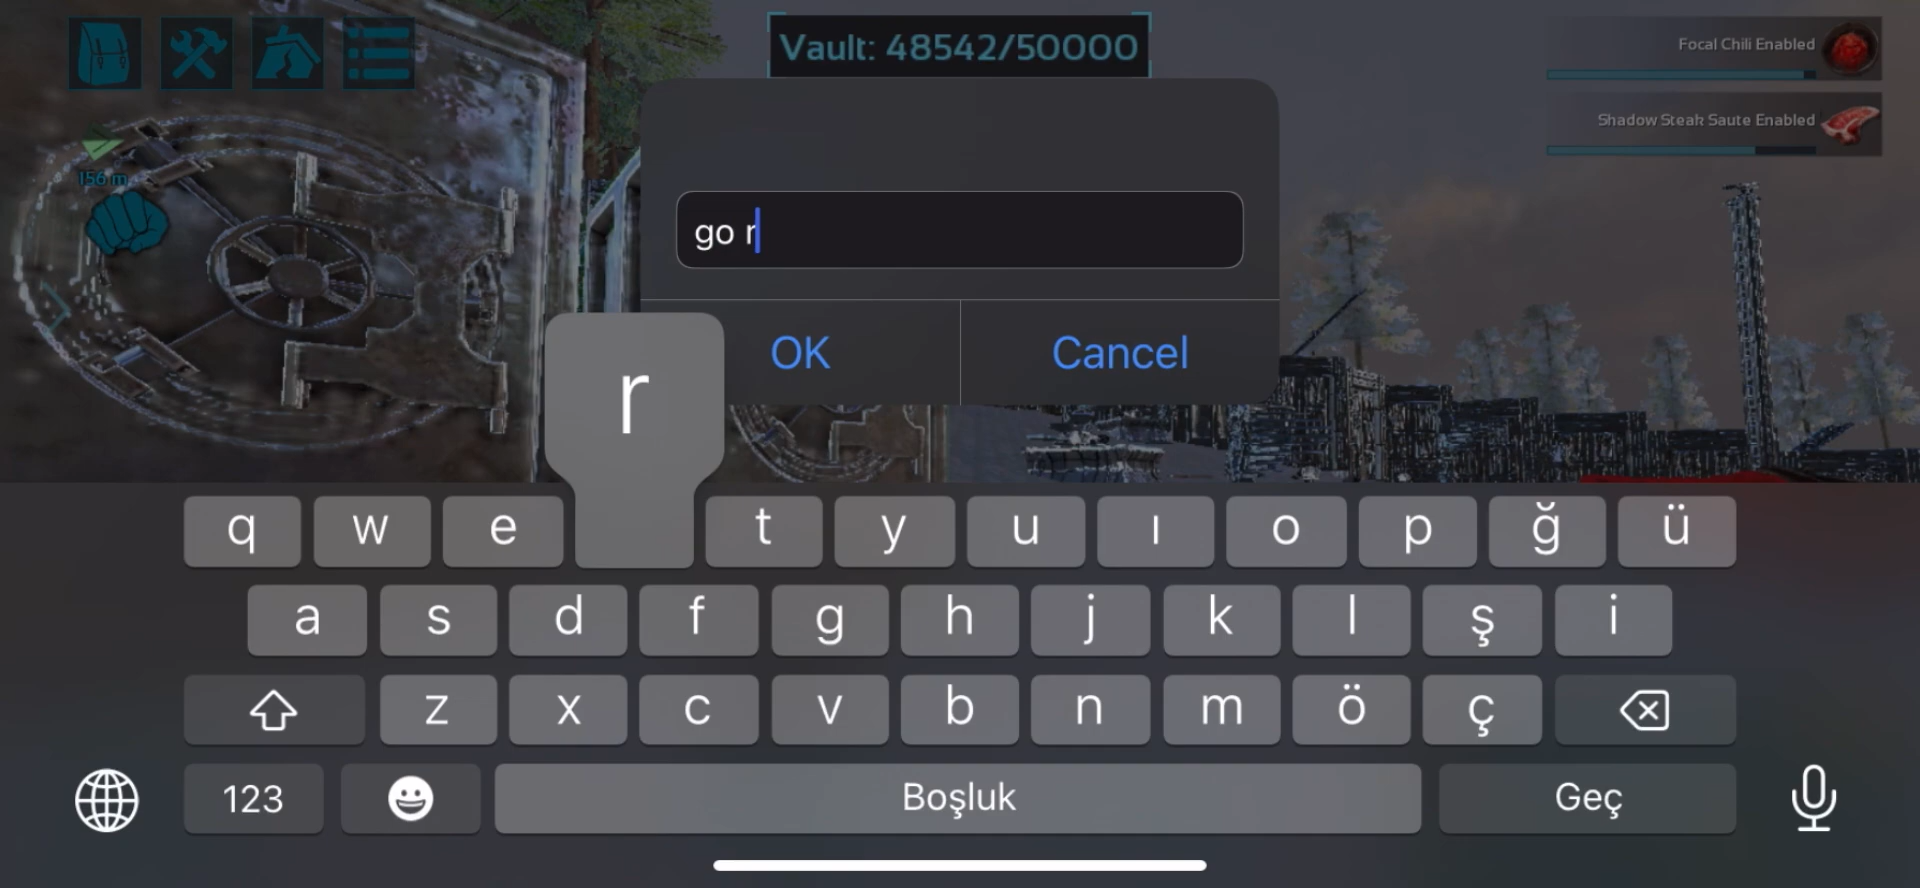 Vault: 48542/50000
Focal Chili Enabled
Shadow Steak Saute Enabled
156 m
go r
OK
Cancel
r
q w e t y u ı o p ğ ü
a s d f g h j k l ş i
z x c v b n m ö ç
123
Boşluk
Geç